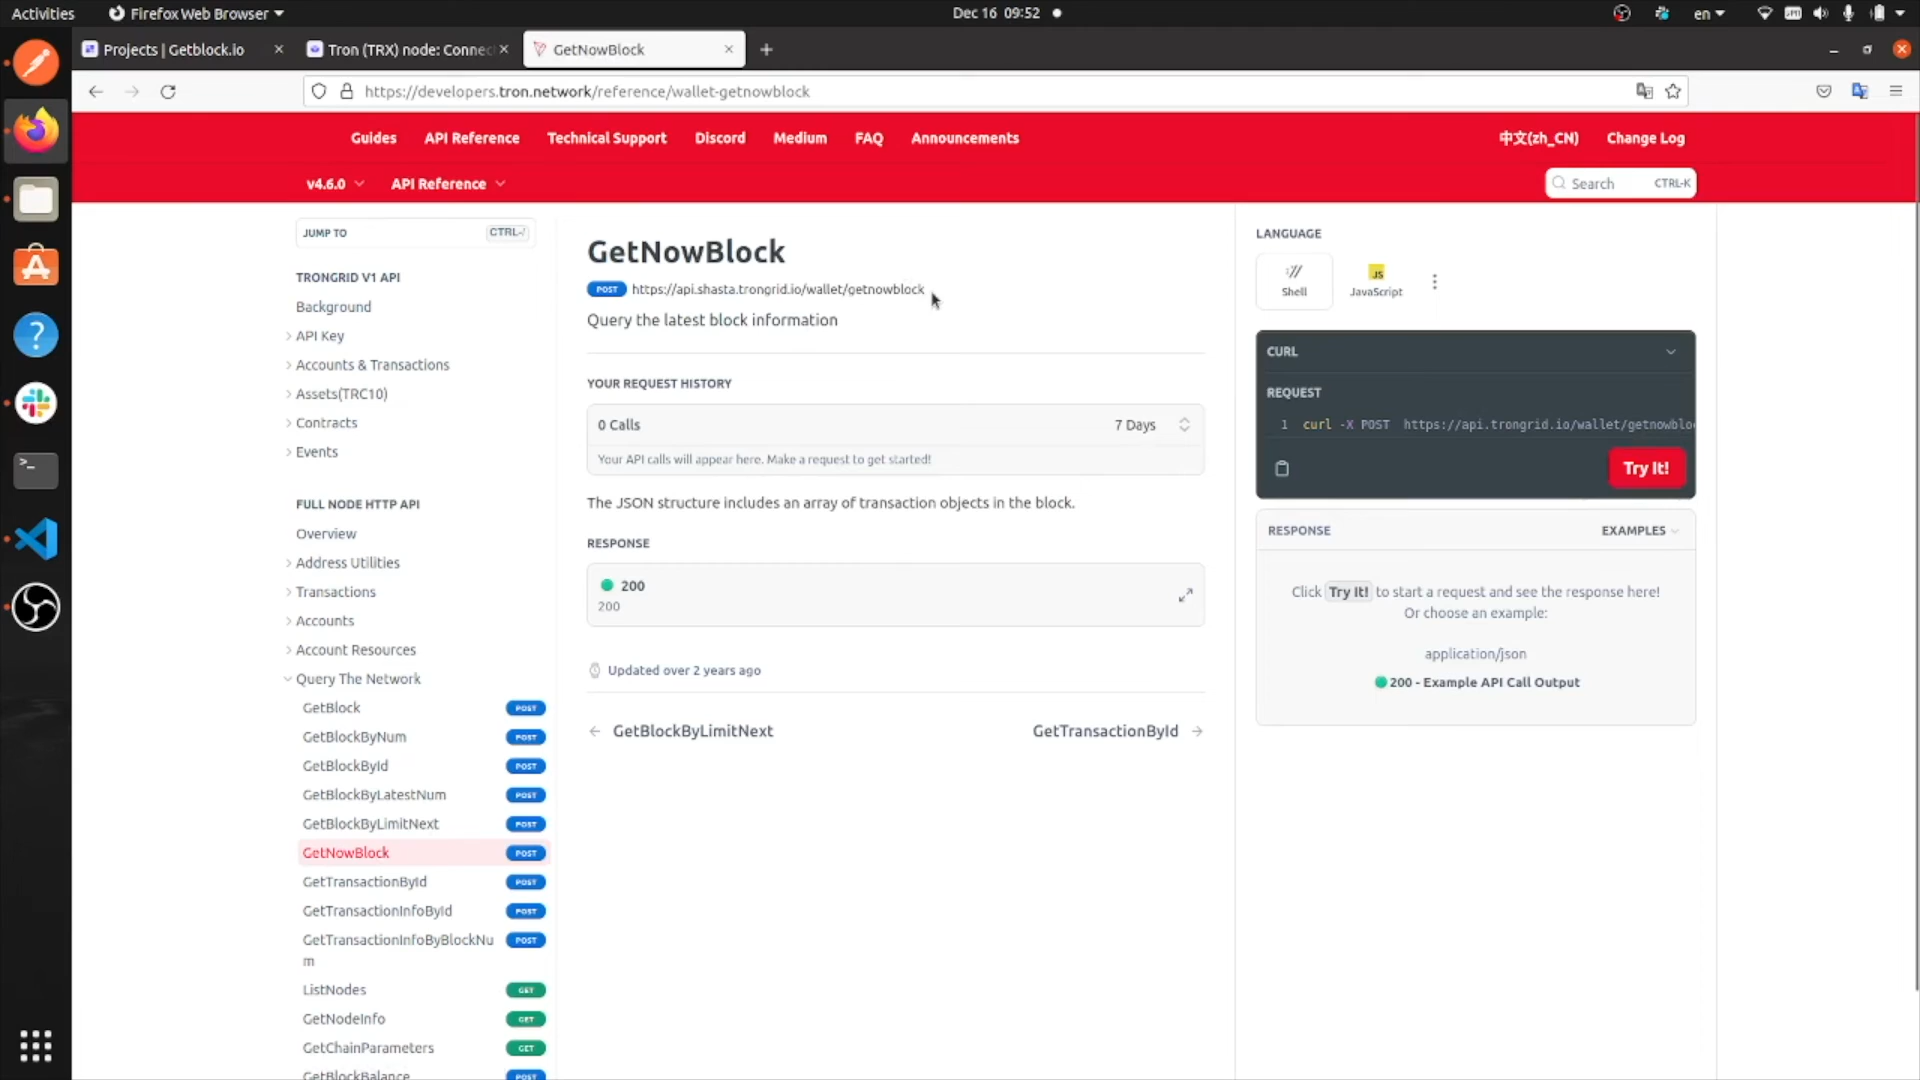 Activities
Firefox Web Browser
Dec 16 09:52
en
Projects | Getblock.io
Tron (TRX) node: Connec
GetNowBlock
https://developers.tron.network/reference/wallet-getnowblock
Guides
API Reference
Technical Support
Discord
Medium
FAQ
Announcements
中文(zh_CN)
Change Log
v4.6.0
API Reference
Search
CTRL-K
JUMP TO
CTRL-/
TRONGRID V1 API
Background
API Key
Accounts & Transactions
Assets(TRC10)
Contracts
Events
FULL NODE HTTP API
Overview
Address Utilities
Transactions
Accounts
Account Resources
Query The Network
GetBlock POST
GetBlockByNum POST
GetBlockById POST
GetBlockByLatestNum POST
GetBlockByLimitNext POST
GetNowBlock POST
GetTransactionById POST
GetTransactionInfoById POST
GetTransactionInfoByBlockNu POST
m
ListNodes GET
GetNodeInfo GET
GetChainParameters GET
GetBlockBalance POST
GetNowBlock
POST https://api.shasta.trongrid.io/wallet/getnowblock
Query the latest block information
YOUR REQUEST HISTORY
0 Calls
7 Days
Your API calls will appear here. Make a request to get started!
The JSON structure includes an array of transaction objects in the block.
RESPONSE
200
200
Updated over 2 years ago
GetBlockByLimitNext
GetTransactionById
LANGUAGE
Shell
JS
JavaScript
CURL
REQUEST
1 curl -X POST https://api.trongrid.io/wallet/getnowblo
Try It!
RESPONSE
EXAMPLES
Click Try It! to start a request and see the response here!
Or choose an example:
application/json
200 - Example API Call Output